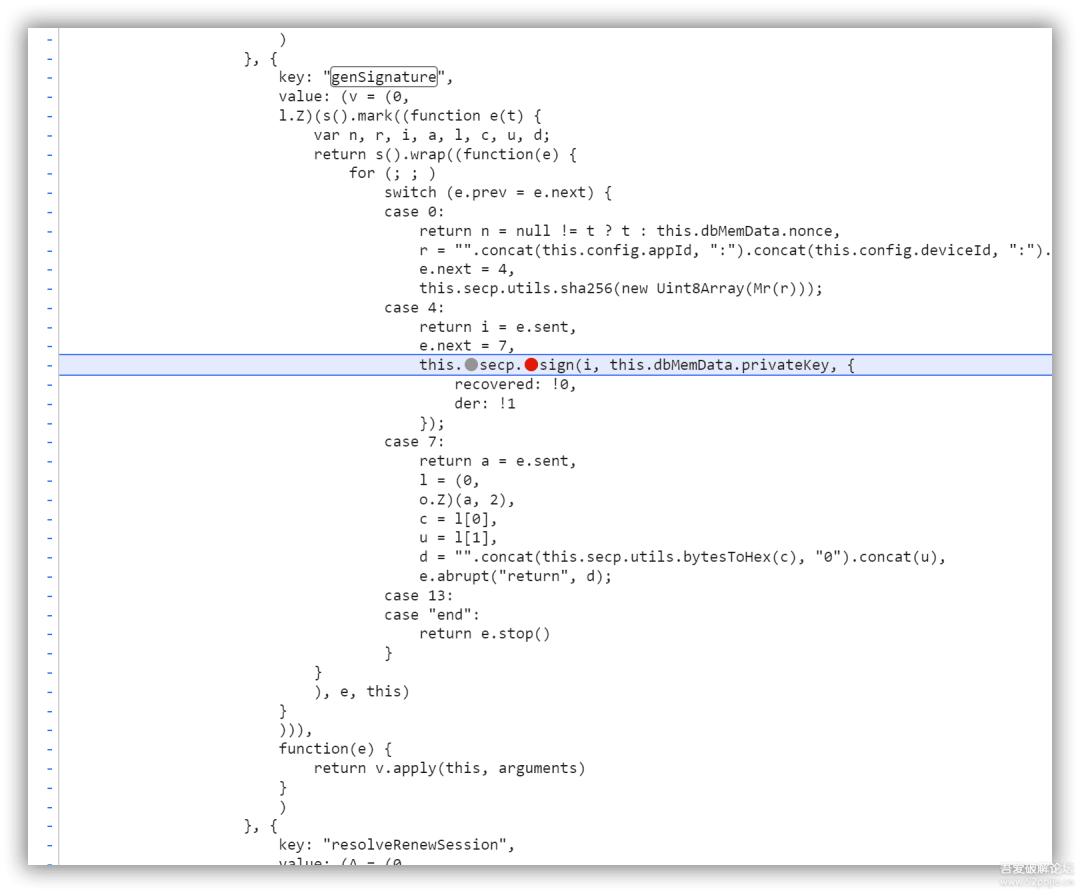 )
}, {
key: "genSignature",
value: (v = (0,
l.Z)(s().mark((function e(t) {
var n, r, i, a, l, c, u, d;
return s().wrap((function(e) {
for (; ; )
switch (e.prev = e.next) {
case 0:
return n = null != t ? t : this.dbMemData.nonce,
r = "".concat(this.config.appId, ":").concat(this.config.deviceId, ":").
e.next = 4,
this.secp.utils.sha256(new Uint8Array(Mr(r)));
case 4:
return i = e.sent,
e.next = 7,
this.secp.sign(i, this.dbMemData.privateKey, {
recovered: !0,
der: !1
});
case 7:
return a = e.sent,
l = (0,
o.Z)(a, 2),
c = l[0],
u = l[1],
d = "".concat(this.secp.utils.bytesToHex(c), "0").concat(u),
e.abrupt("return", d);
case 13:
case "end":
return e.stop()
}
}
), e, this)
}
))),
function(e) {
return v.apply(this, arguments)
}
)
}, {
key: "resolveRenewSession",
value: (A = (0,
吾爱破解论坛
www.52pojie.cn